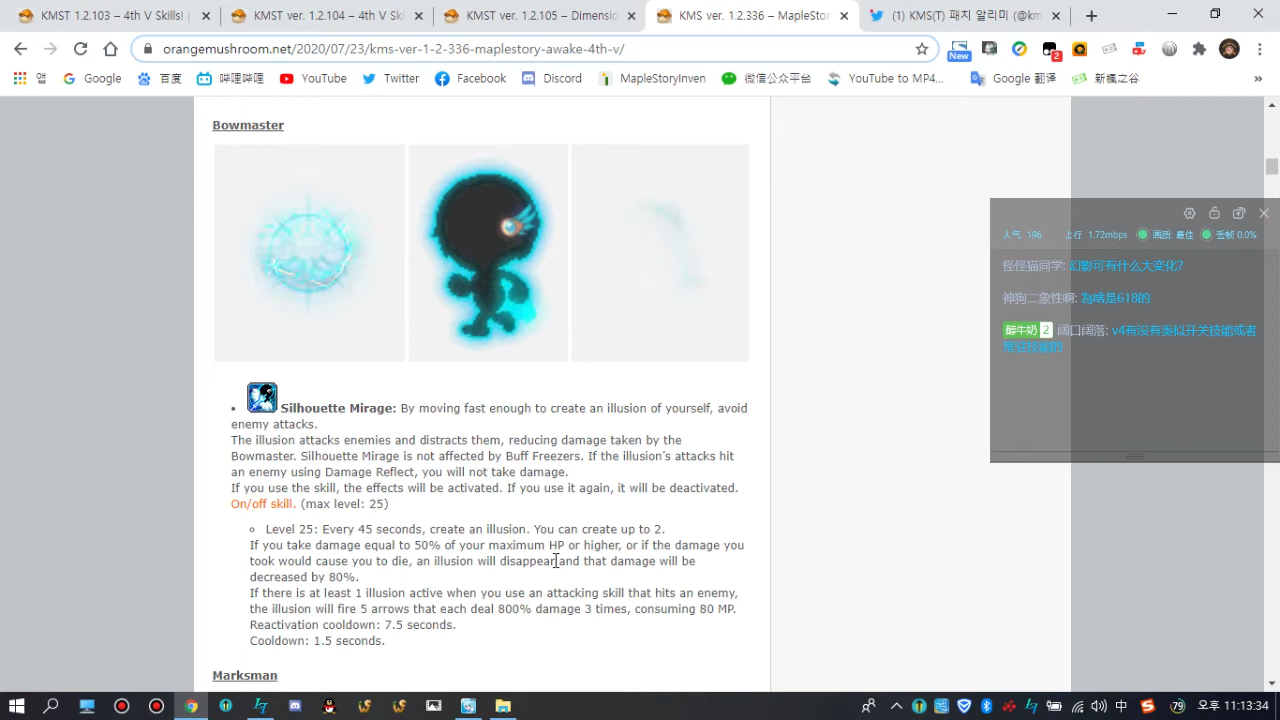 KMST ver. 1.2.103 – 4th V Skills! |
KMST ver. 1.2.104 – 4th V Ski
KMST ver. 1.2.105 – Dimensio
KMS ver. 1.2.336 – MapleStor
(1) KMS(T) 패치 알리미 (@km
orangemushroom.net/2020/07/23/kms-ver-1-2-336-maplestory-awake-4th-v/
New
2
앱
Google
百度
哔哩哔哩
YouTube
Twitter
Facebook
Discord
MapleStoryInven
微信公众平台
YouTube to MP4...
Google 翻译
新楓之谷
»
Bowmaster
Silhouette Mirage: By moving fast enough to create an illusion of yourself, avoid
enemy attacks.
The illusion attacks enemies and distracts them, reducing damage taken by the
Bowmaster. Silhouette Mirage is not affected by Buff Freezers. If the illusion's attacks hit
an enemy using Damage Reflect, you will not take damage.
If you use the skill, the effects will be activated. If you use it again, it will be deactivated.
On/off skill. (max level: 25)
Level 25: Every 45 seconds, create an illusion. You can create up to 2.
If you take damage equal to 50% of your maximum HP or higher, or if the damage you
took would cause you to die, an illusion will disappear and that damage will be
decreased by 80%.
If there is at least 1 illusion active when you use an attacking skill that hits an enemy,
the illusion will fire 5 arrows that each deal 800% damage 3 times, consuming 80 MP.
Reactivation cooldown: 7.5 seconds.
Cooldown: 1.5 seconds.
Marksman
人气 196 上行 1.72mbps 画质: 最佳 丢帧 0.0%
怪怪猫同学: 幻影可有什么大变化?
神狗二象性啊: 為啥是618的
酸牛奶 2 阔口阔落: v4有没有类似开关技能或者
常驻技能的
中
79
오후 11:13:34